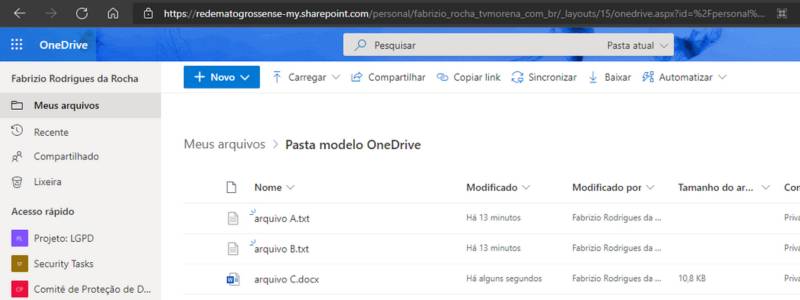 https://redematogrossense-my.sharepoint.com/personal/fabrizio_rocha_tvmorena_com_br/_layouts/15/onedrive.aspx?id=%2Fpersonal%...
OneDrive
Pesquisar
Pasta atual
Fabrizio Rodrigues da Rocha
+ Novo
Carregar
Compartilhar
Copiar link
Sincronizar
Baixar
Automatizar
Meus arquivos
Recente
Compartilhado
Lixeira
Acesso rápido
PL Projeto: LGPD
ST Security Tasks
CP Comitê de Proteção de D...
Meus arquivos > Pasta modelo OneDrive
Nome Modificado Modificado por Tamanho do ar...
arquivo A.txt Há 13 minutos Fabrizio Rodrigues da ... Priva
arquivo B.txt Há 13 minutos Fabrizio Rodrigues da ... Priva
arquivo C.docx Há alguns segundos Fabrizio Rodrigues da ... 10,8 KB Priva